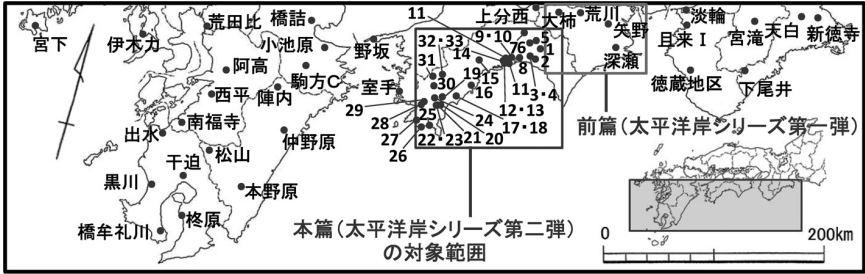 宮下
伊木力
荒田比
橋詰
小池原
阿高
駒方C
西平
陣内
南福寺
出水
仲野原
松山
干迫
黒川
本野原
橋牟礼川
柊原
野坂
室手
上分西
大柿
荒川
矢野
深瀬
淡輪
且来Ⅰ
宮滝
天白
新徳寺
徳蔵地区
下尾井
11
9・10
32・33
14
31
5
7 6
1
2
8
30
19
15
16
11
3・4
29
12・13
25
24
17・18
28
27
22・23
21
20
26
前篇(太平洋岸シリーズ第一弾)
本篇(太平洋岸シリーズ第二弾)
の対象範囲
0
200km